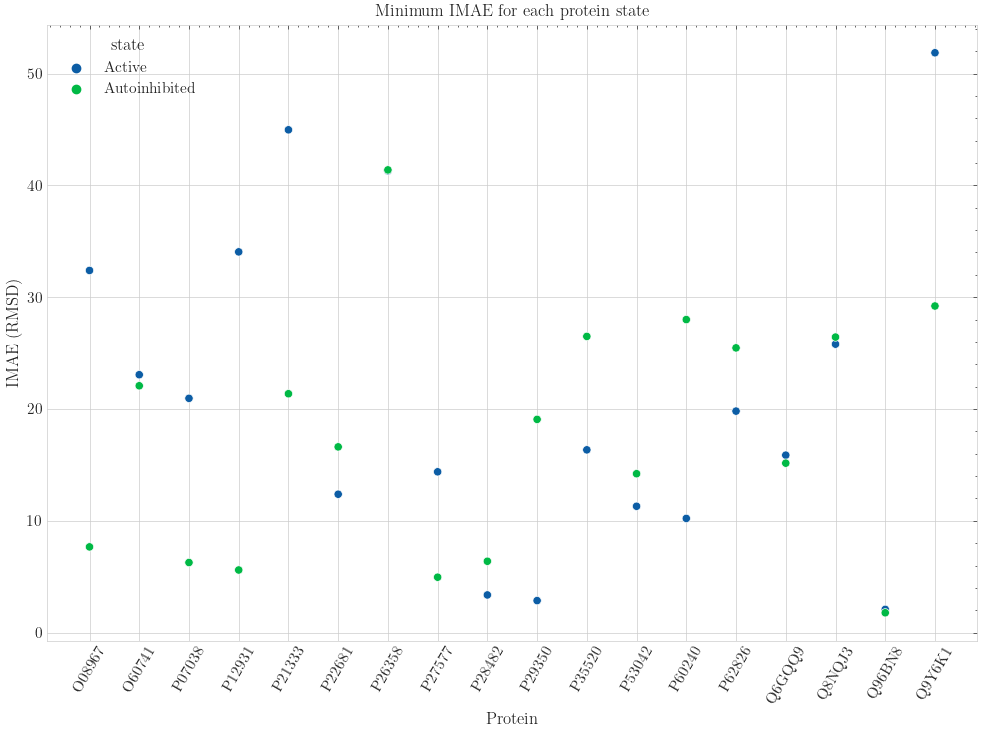 Minimum IMAE for each protein state
state
Active
Autoinhibited
IMAE (RMSD)
50
40
30
20
10
0
O08967
O60741
P07038
P12931
P21333
P22681
P26358
P27577
P28482
P29350
P35520
P53042
P60240
P62826
Q6GQQ9
Q8NQJ3
Q96BN8
Q9Y6K1
Protein